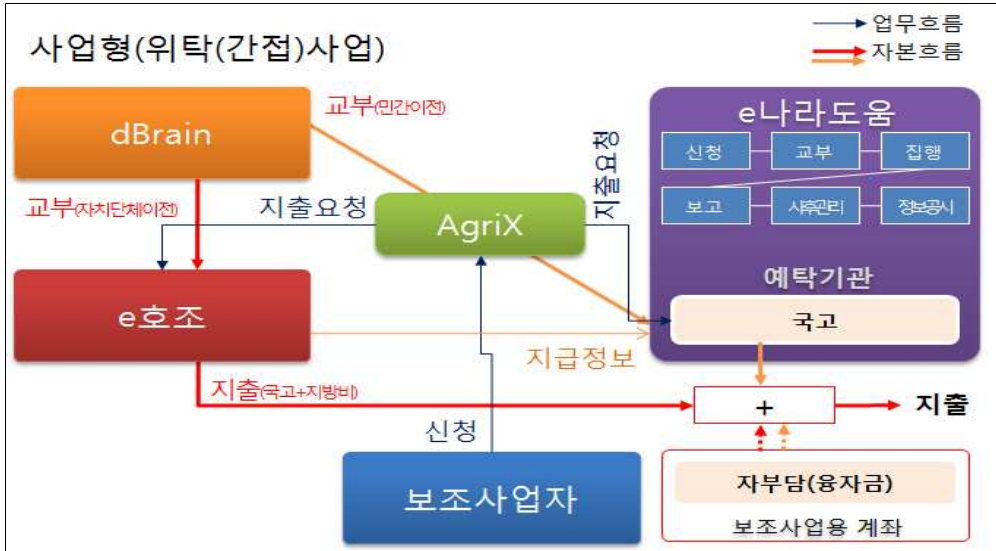 사업형(위탁(간접)사업)
업무흐름
자본흐름
교부(민간이전)
dBrain
e나라도움
신청
교부
집행
지출요청
교부(자치단체이전)
지출요청
AgriX
보고
사후관리
정보공시
예탁기관
e호조
국고
지급정보
지출(국고+지방비)
+
지출
신청
보조사업자
자부담(융자금)
보조사업용 계좌